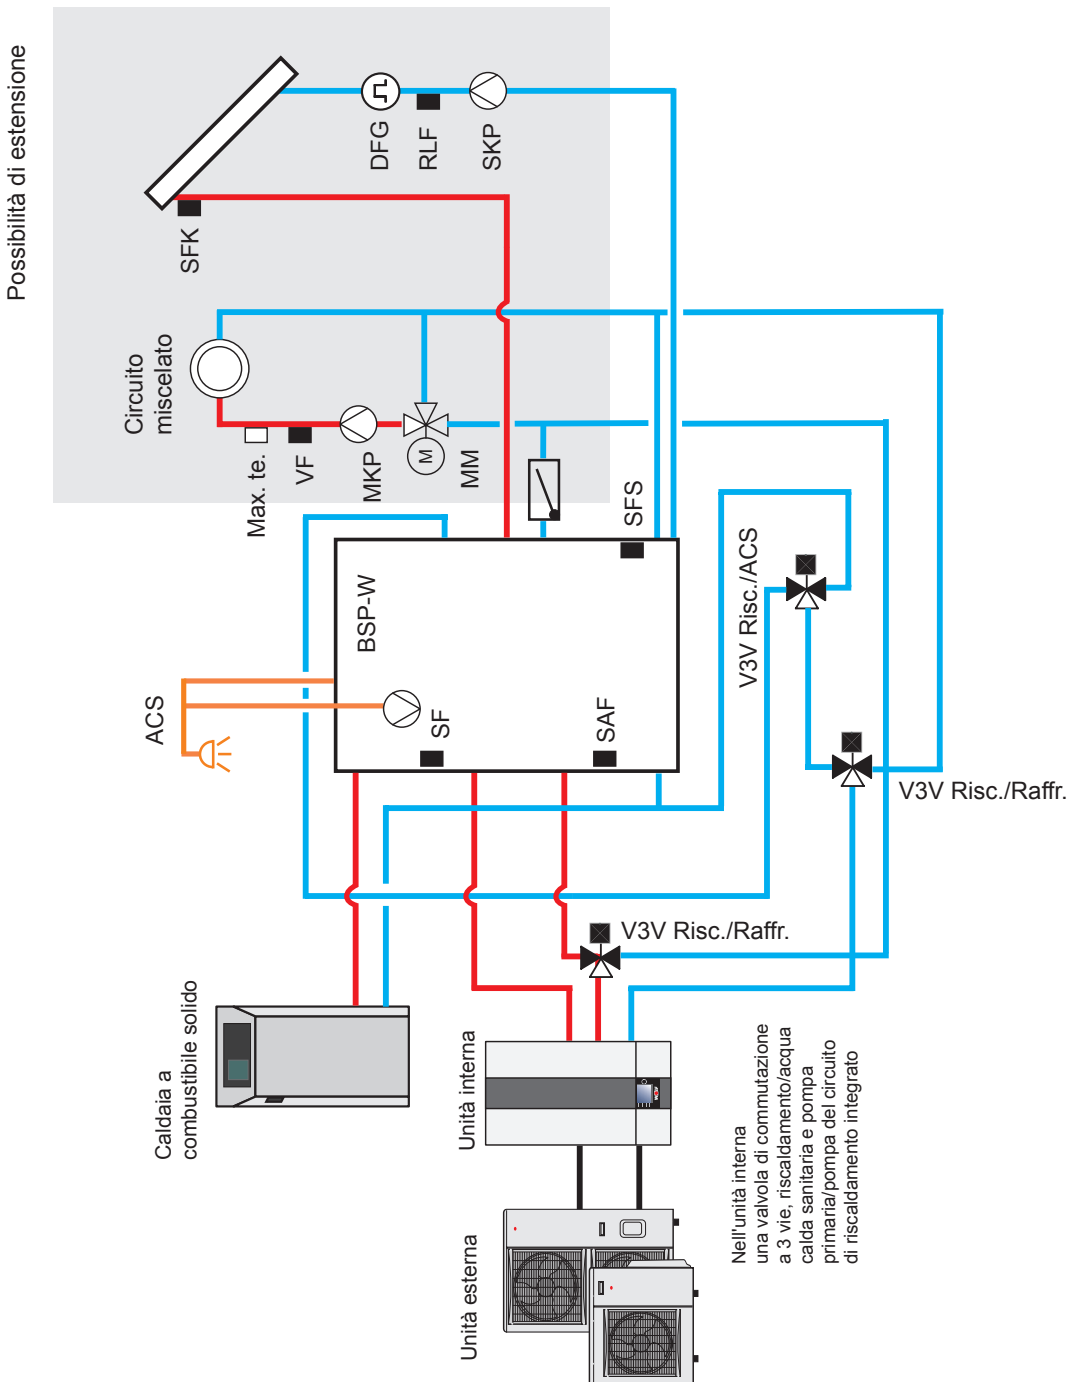 Possibilità di estensione
DFG
RLF
SKP
SFK
Circuito
miscelato
Max. te.
VF
MKP
M
MM
SFS
BSP-W
ACS
SF
SAF
V3V Risc./ACS
V3V Risc./Raffr.
V3V Risc./Raffr.
Caldaia a
combustibile solido
Unità interna
Unità esterna
Nell'unità interna
una valvola di commutazione
a 3 vie, riscaldamento/acqua
calda sanitaria e pompa
primaria/pompa del circuito
di riscaldamento integrato